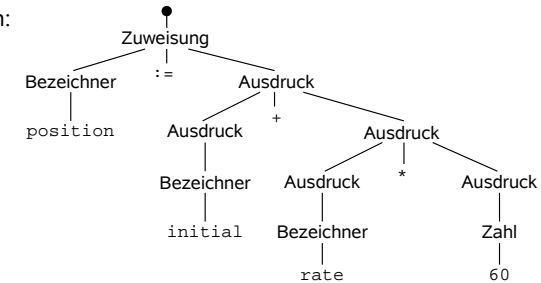 n:
Zuweisung
Bezeichner := Ausdruck
position Ausdruck + Ausdruck
Bezeichner Ausdruck * Ausdruck
initial Bezeichner Zahl
rate 60